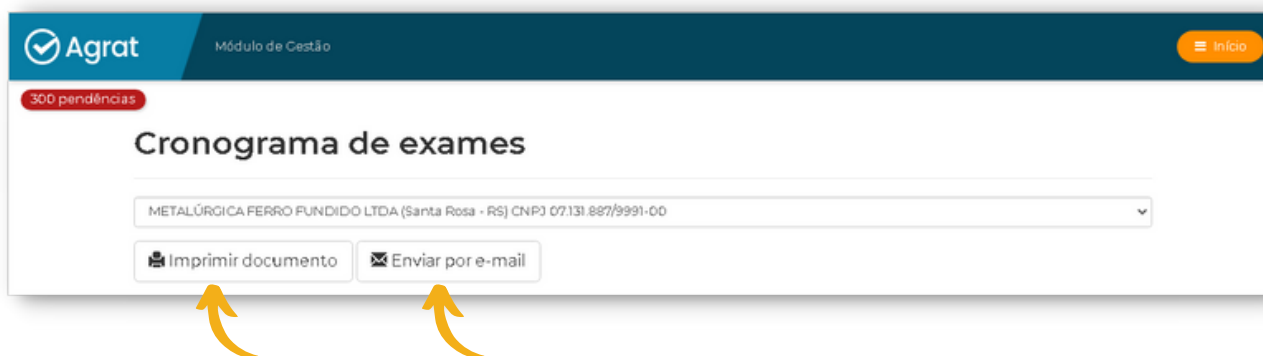 Agrat
Módulo de Gestão
Início
300 pendências
Cronograma de exames
METALÚRGICA FERRO FUNDIDO LTDA (Santa Rosa - RS) CNPJ 07.131.887/9991-00
Imprimir documento
Enviar por e-mail